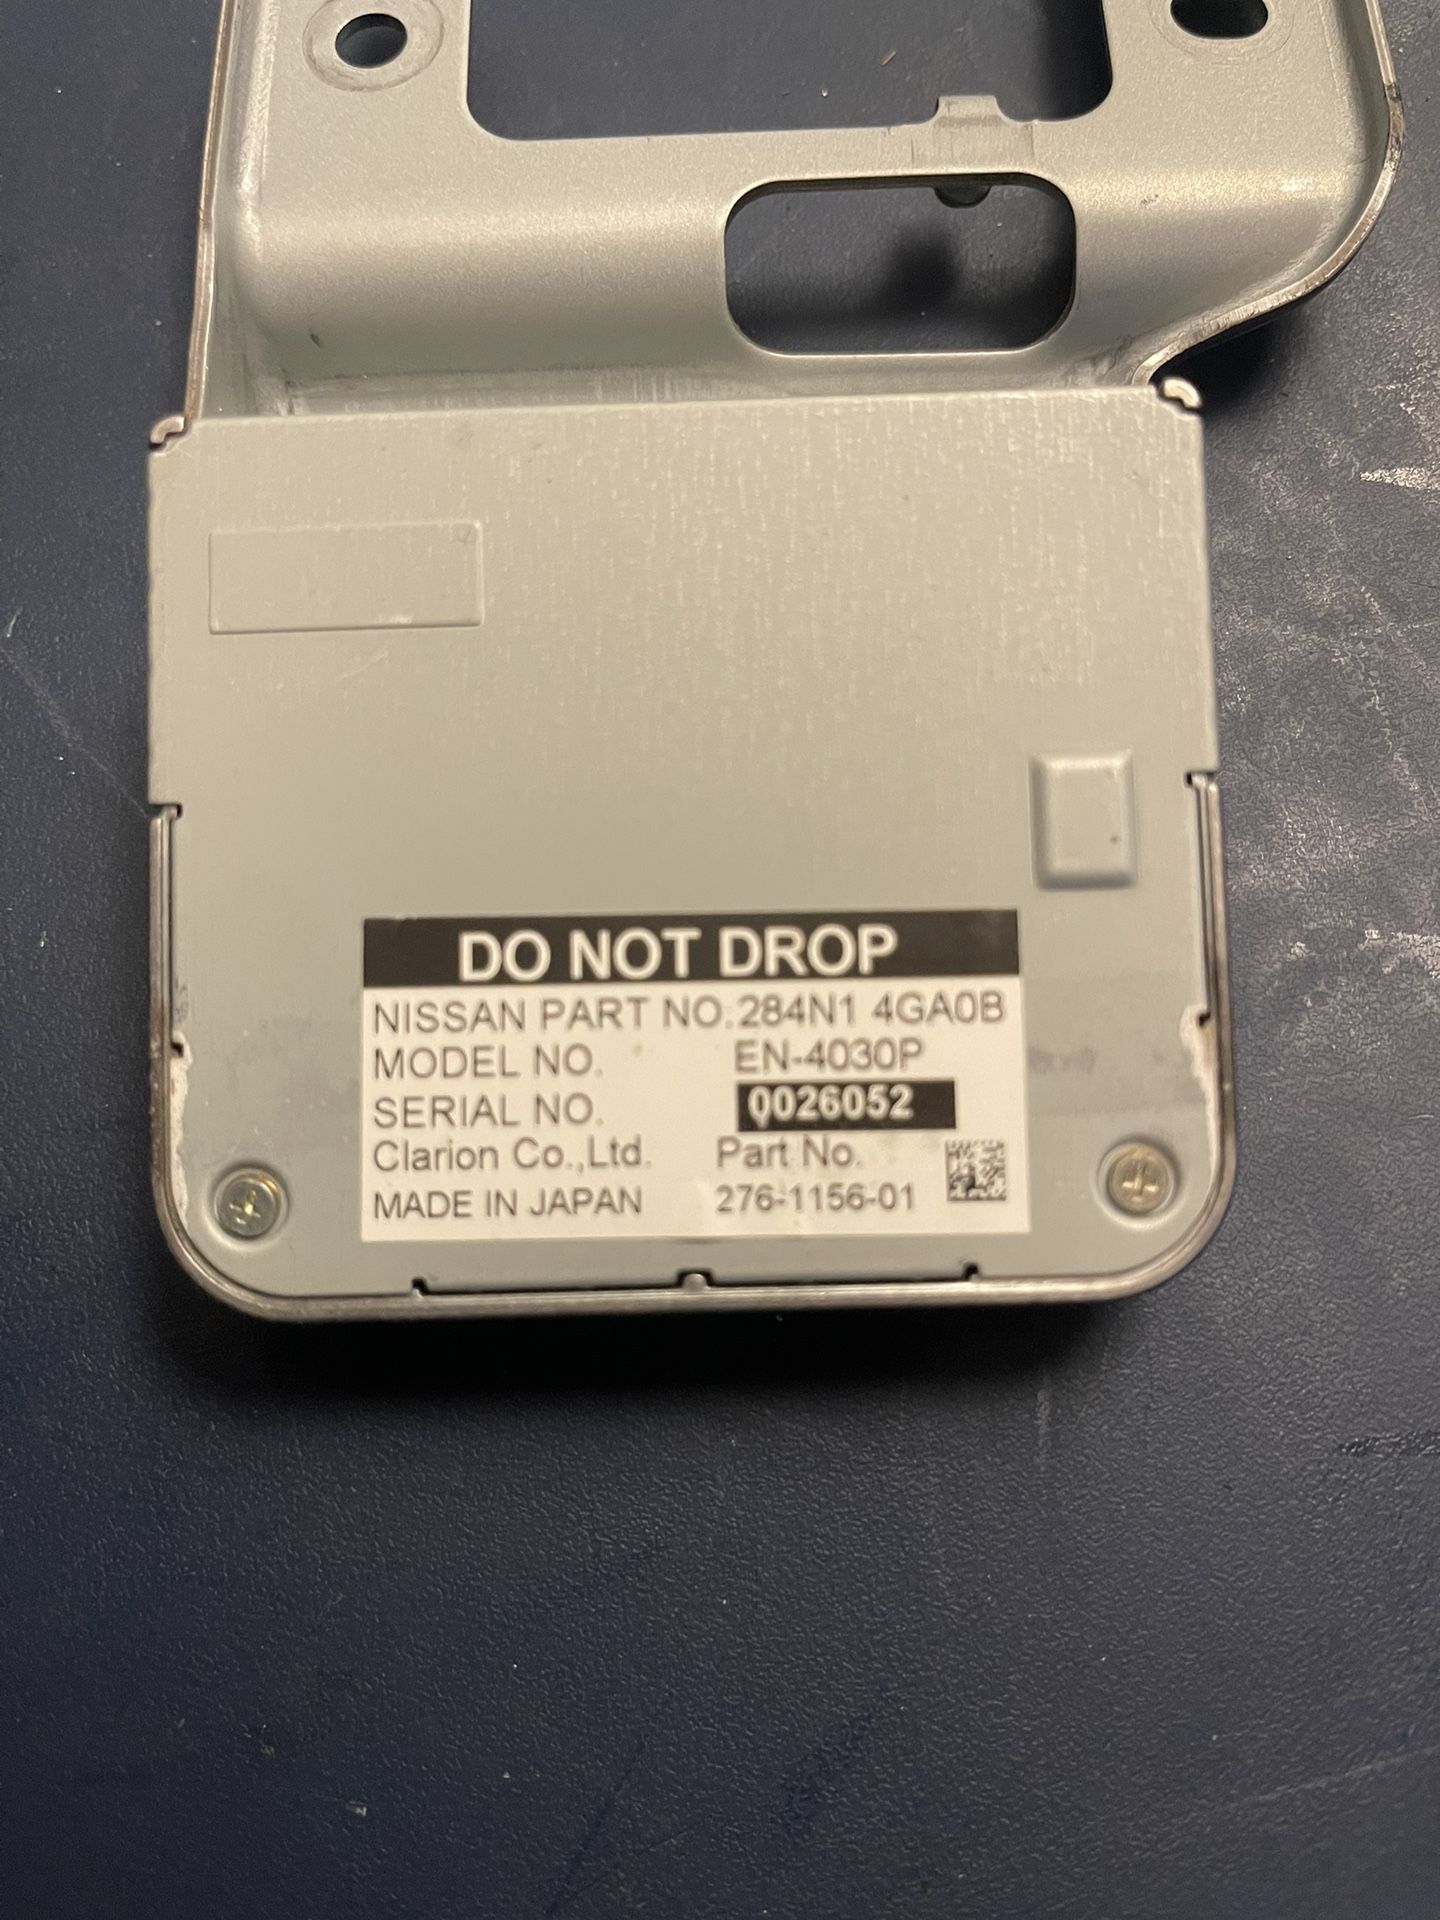 DO NOT DROP
NISSAN PART NO. 284N1 4GA0B
MODEL NO. EN-4030P
SERIAL NO. 0026052
Clarion Co.,Ltd. Part No.
MADE IN JAPAN 276-1156-01